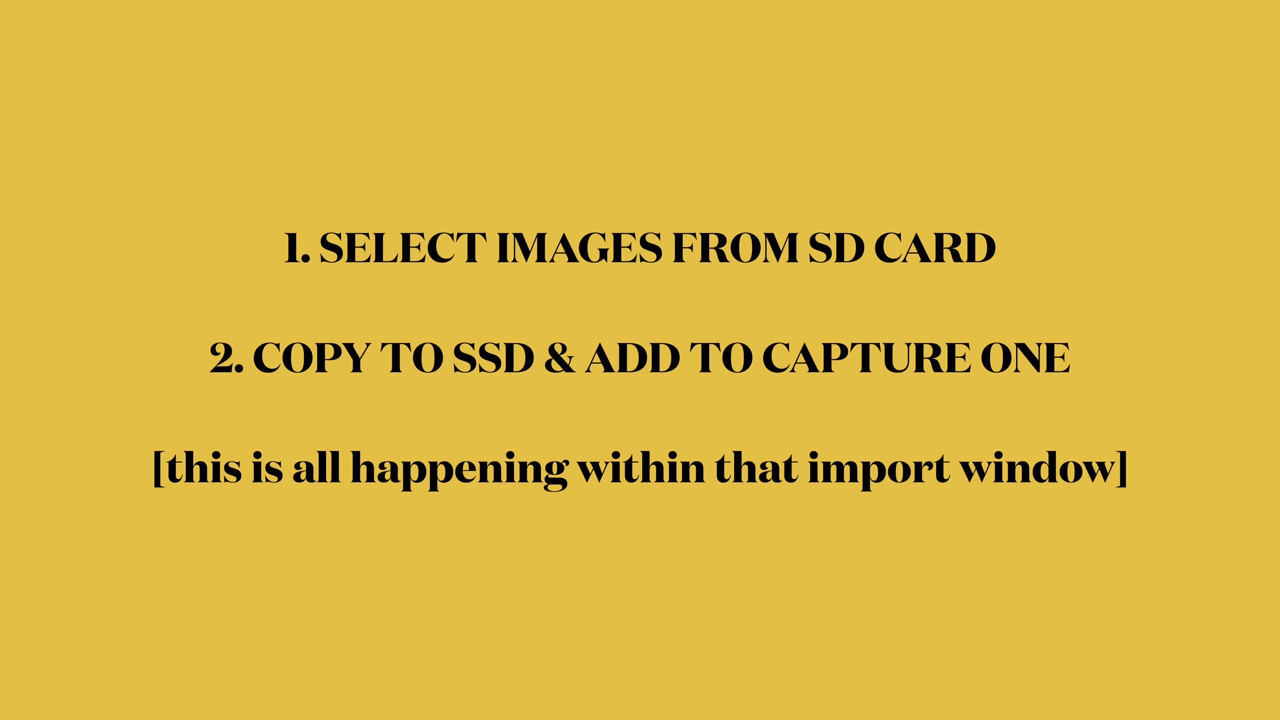 1. SELECT IMAGES FROM SD CARD
2. COPY TO SSD & ADD TO CAPTURE ONE
[this is all happening within that import window]